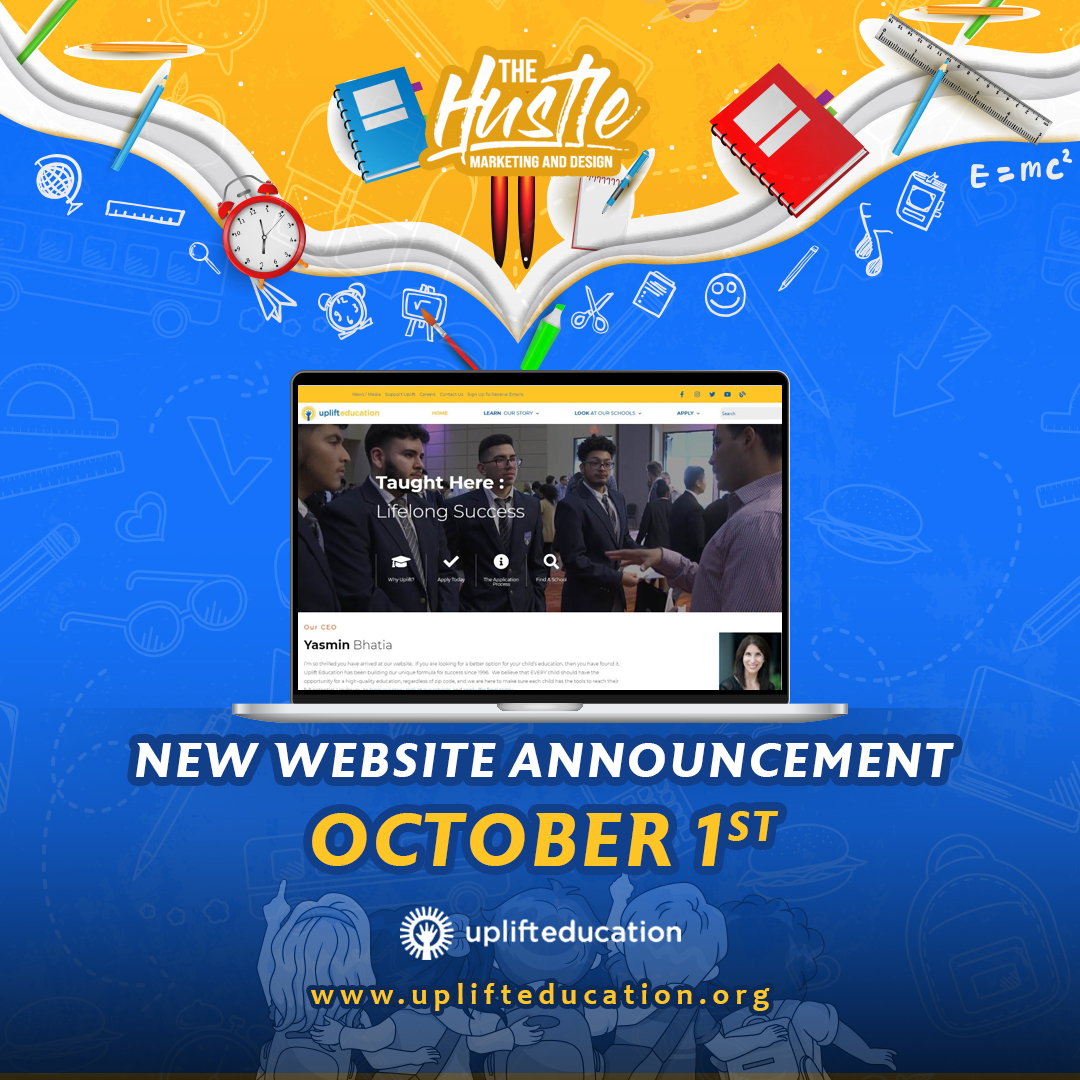 THE
Hustle
MARKETING AND DESIGN
E=mc²
News / Media Support Uplift Careers Contact Us Sign Up To Receive Emails
uplifteducation HOME LEARN OUR STORY LOOK AT OUR SCHOOLS APPLY Search
Taught Here :
Lifelong Success
Why Uplift? Apply Today The Application Process Find A School
Our CEO
Yasmin Bhatia
I'm so thrilled you have arrived at our website. If you are looking for a better option for your child's education, then you have found it.
Uplift Education has been building our unique formula for success since 1996. We believe that EVERY child should have the
opportunity for a high-quality education, regardless of zip code, and we are here to make sure each child has the tools to reach their
NEW WEBSITE ANNOUNCEMENT
OCTOBER 1ST
uplifteducation
www.uplifteducation.org